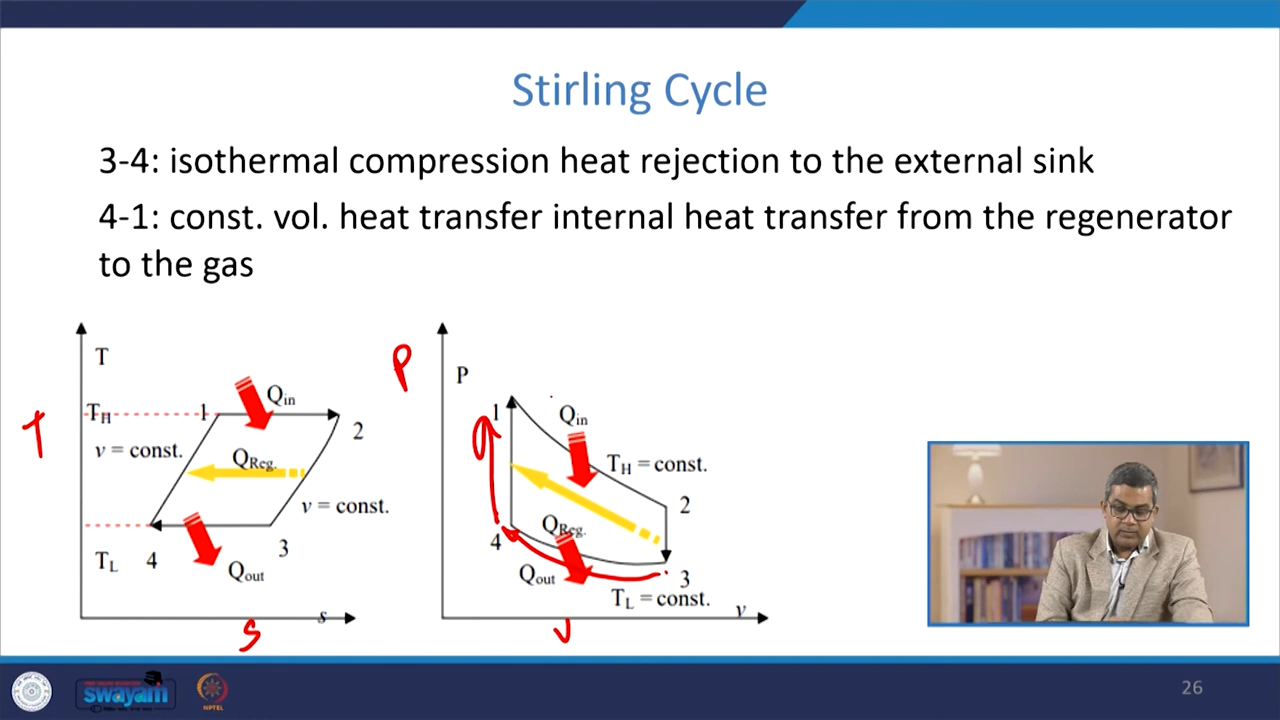 Stirling Cycle
3-4: isothermal compression heat rejection to the external sink
4-1: const. vol. heat transfer internal heat transfer from the regenerator
to the gas
T
T
T_H
1
Q_in
2
v = const.
Q_Reg.
v = const.
T_L
4
3
Q_out
s
S
P
P
1
Q_in
T_H = const.
2
Q_Reg.
4
Q_out
3
T_L = const.
v
V
swayam
NPTEL
26